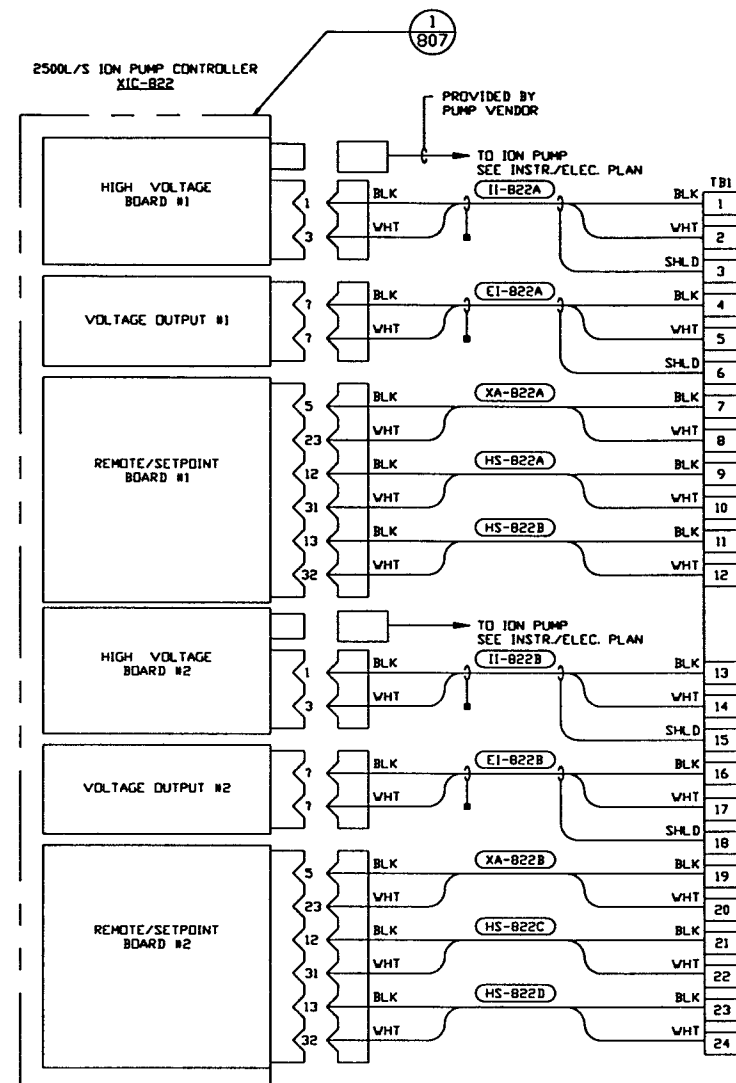 1
807
2500L/S ION PUMP CONTROLLER
XIC-822
PROVIDED BY
PUMP VENDOR
TO ION PUMP
SEE INSTR./ELEC. PLAN
TB1
HIGH VOLTAGE
BOARD #1
1 BLK II-822A BLK 1
3 WHT WHT 2
SHLD 3
VOLTAGE OUTPUT #1
? BLK EI-822A BLK 4
? WHT WHT 5
SHLD 6
REMOTE/SETPOINT
BOARD #1
5 BLK XA-822A BLK 7
23 WHT WHT 8
12 BLK HS-822A BLK 9
31 WHT WHT 10
13 BLK HS-822B BLK 11
32 WHT WHT 12
TO ION PUMP
SEE INSTR./ELEC. PLAN
HIGH VOLTAGE
BOARD #2
1 BLK II-822B BLK 13
3 WHT WHT 14
SHLD 15
VOLTAGE OUTPUT #2
? BLK EI-822B BLK 16
? WHT WHT 17
SHLD 18
REMOTE/SETPOINT
BOARD #2
5 BLK XA-822B BLK 19
23 WHT WHT 20
12 BLK HS-822C BLK 21
31 WHT WHT 22
13 BLK HS-822D BLK 23
32 WHT WHT 24